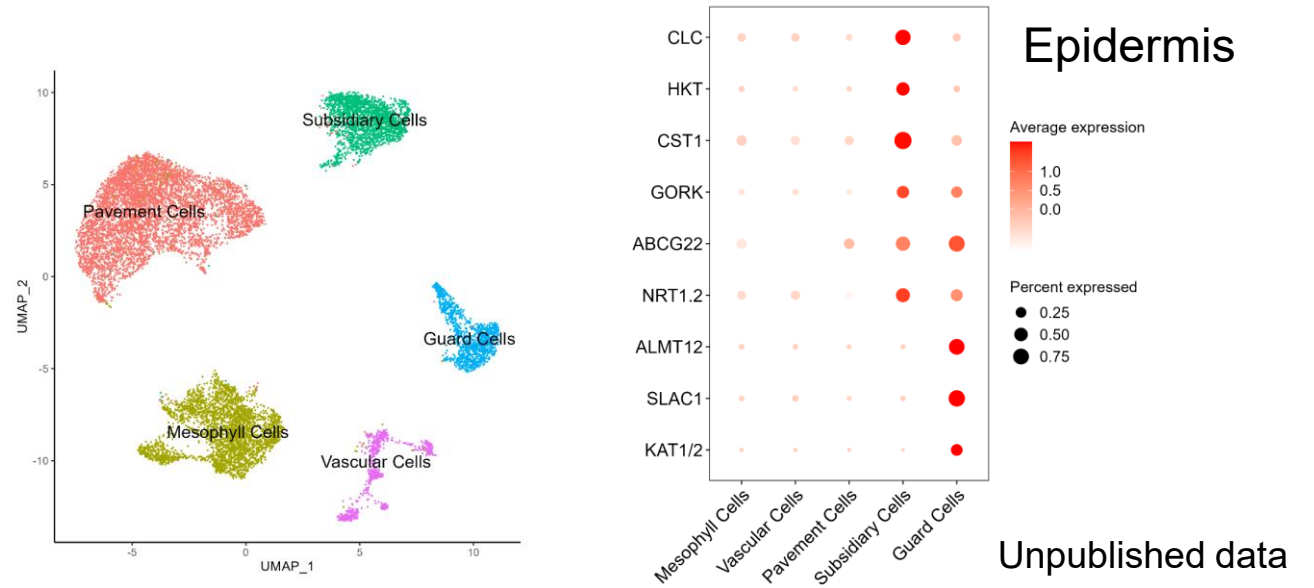 10
5
0
-5
-10
UMAP_2
-5
0
5
10
UMAP_1
Subsidiary Cells
Pavement Cells
Guard Cells
Mesophyll Cells
Vascular Cells
CLC
HKT
CST1
GORK
ABCG22
NRT1.2
ALMT12
SLAC1
KAT1/2
Mesophyll Cells
Vascular Cells
Pavement Cells
Subsidiary Cells
Guard Cells
Epidermis
Average expression
1.0
0.5
0.0
Percent expressed
0.25
0.50
0.75
Unpublished data